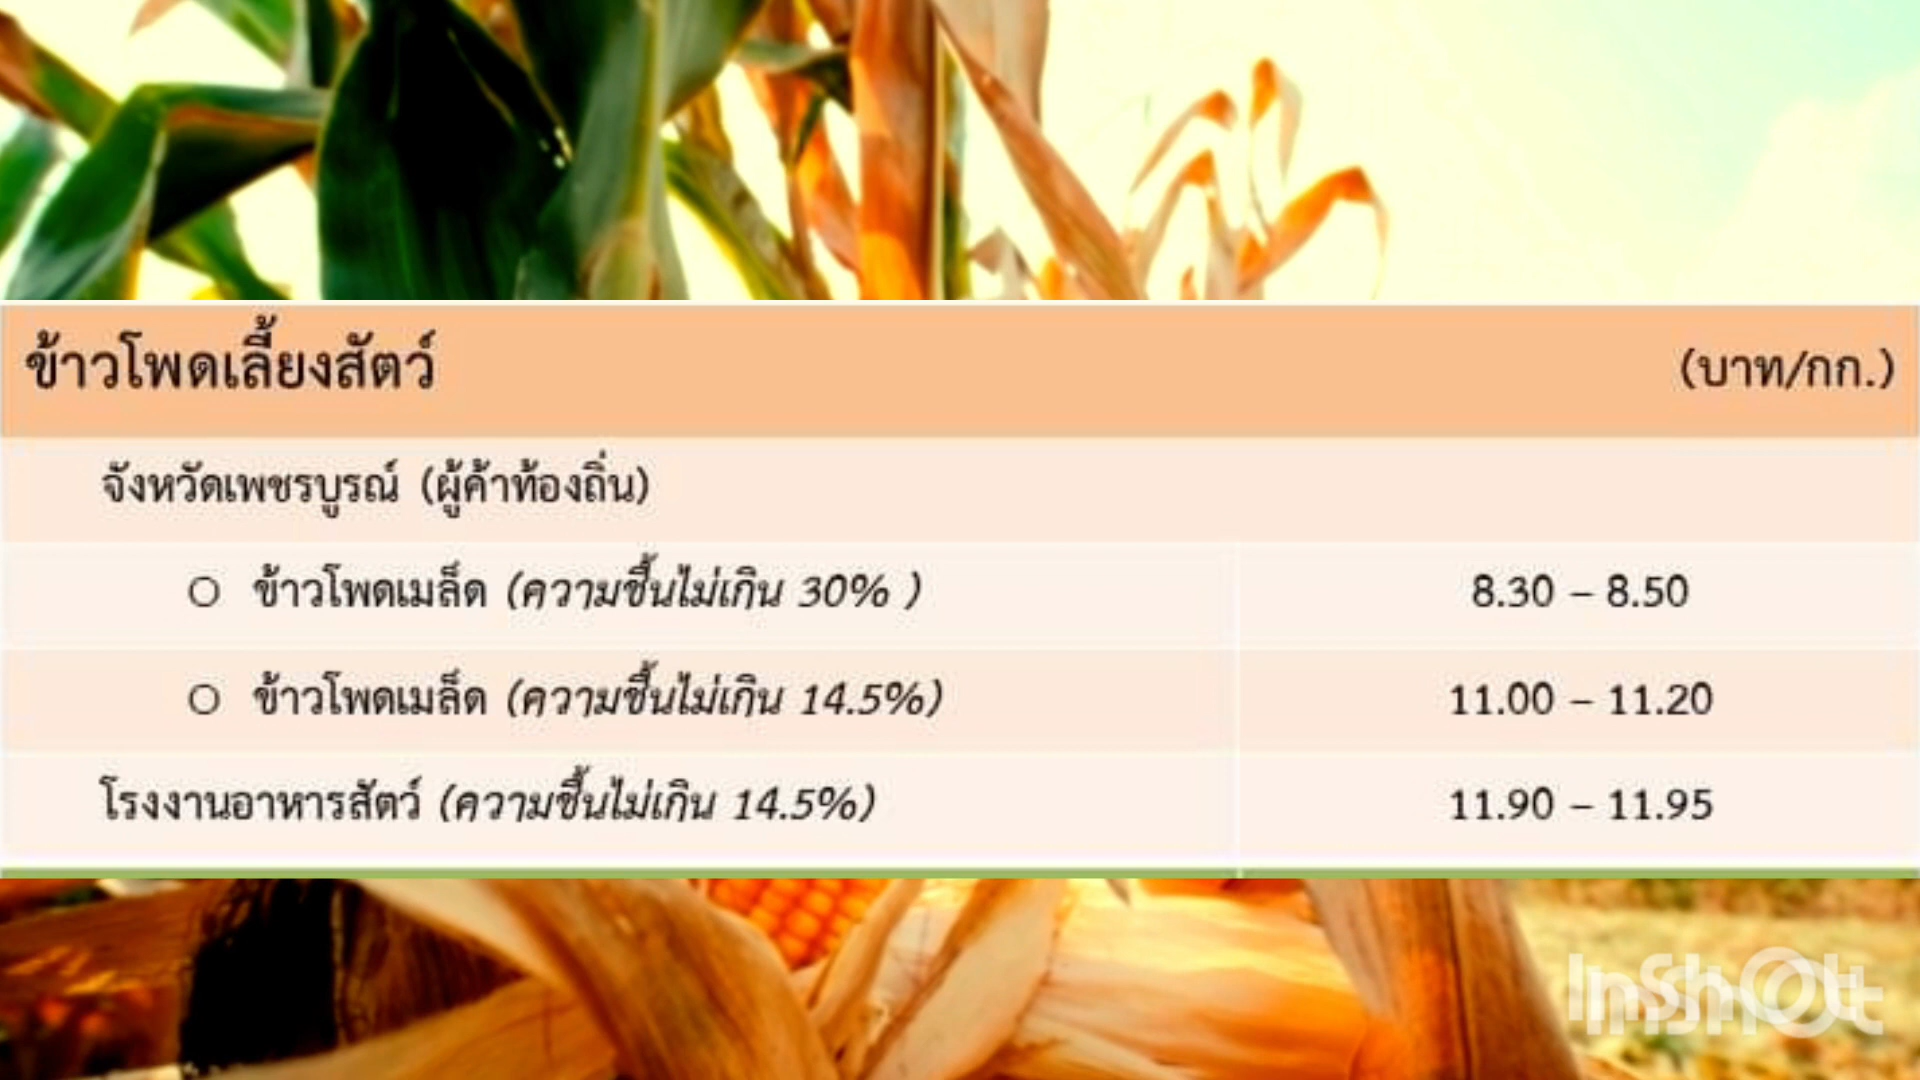 ข้าวโพดเลี้ยงสัตว์ (บาท/กก.)
จังหวัดเพชรบูรณ์ (ผู้ค้าท้องถิ่น)
○ ข้าวโพดเมล็ด (ความชื้นไม่เกิน 30% ) 8.30 – 8.50
○ ข้าวโพดเมล็ด (ความชื้นไม่เกิน 14.5%) 11.00 – 11.20
โรงงานอาหารสัตว์ (ความชื้นไม่เกิน 14.5%) 11.90 – 11.95
InShOt